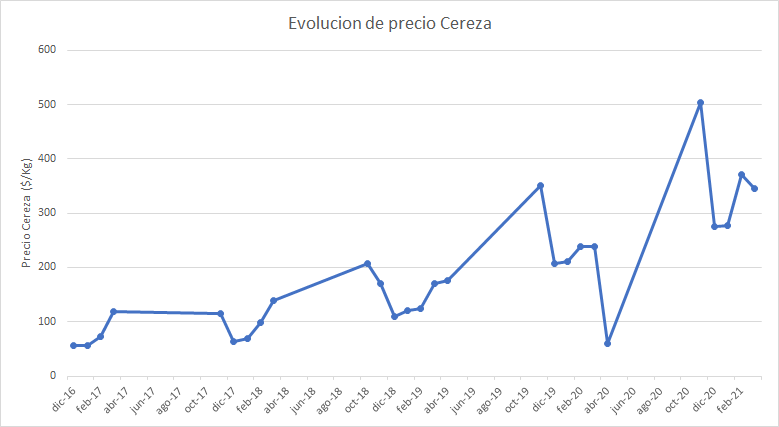 Evolucion de precio Cereza
600
500
400
300
200
100
0
Precio Cereza ($/Kg)
dic-16
feb-17
abr-17
jun-17
ago-17
oct-17
dic-17
feb-18
abr-18
jun-18
ago-18
oct-18
dic-18
feb-19
abr-19
jun-19
ago-19
oct-19
dic-19
feb-20
abr-20
jun-20
ago-20
oct-20
dic-20
feb-21